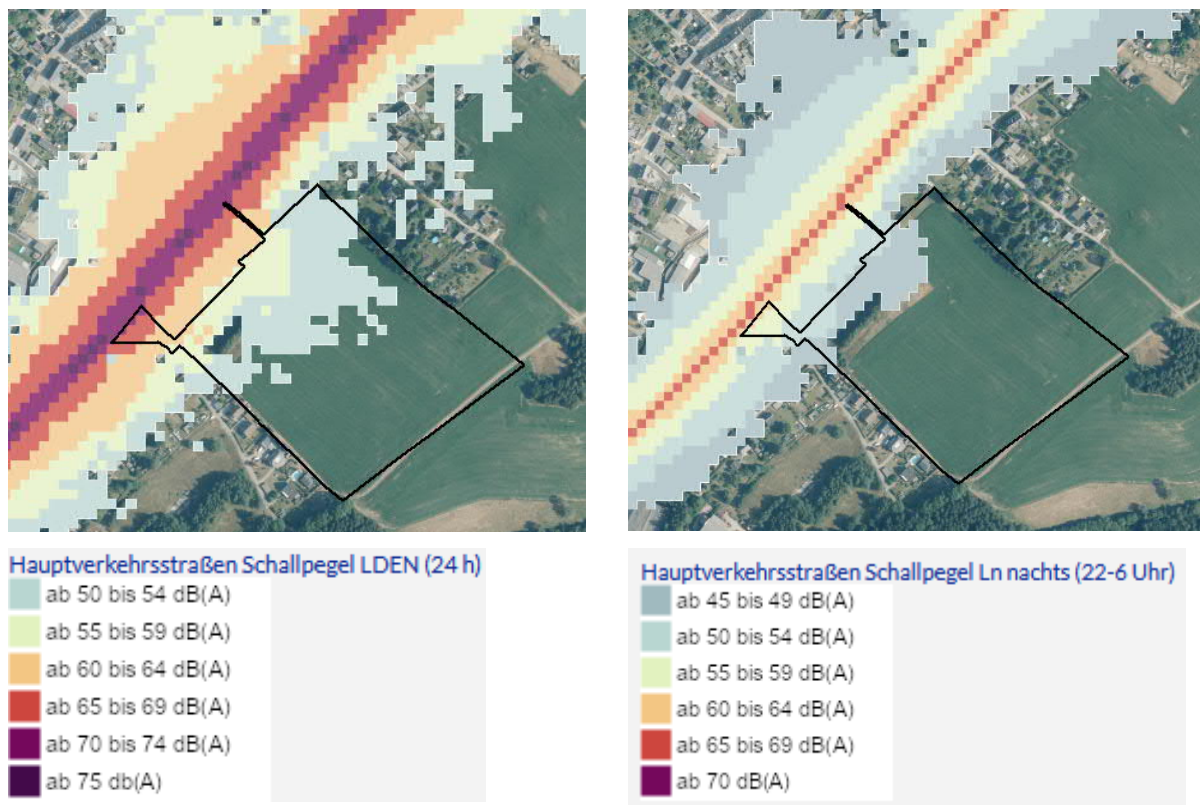 Hauptverkehrsstraßen Schallpegel LDEN (24 h)
ab 50 bis 54 dB(A)
ab 55 bis 59 dB(A)
ab 60 bis 64 dB(A)
ab 65 bis 69 dB(A)
ab 70 bis 74 dB(A)
ab 75 db(A)
Hauptverkehrsstraßen Schallpegel Ln nachts (22-6 Uhr)
ab 45 bis 49 dB(A)
ab 50 bis 54 dB(A)
ab 55 bis 59 dB(A)
ab 60 bis 64 dB(A)
ab 65 bis 69 dB(A)
ab 70 dB(A)